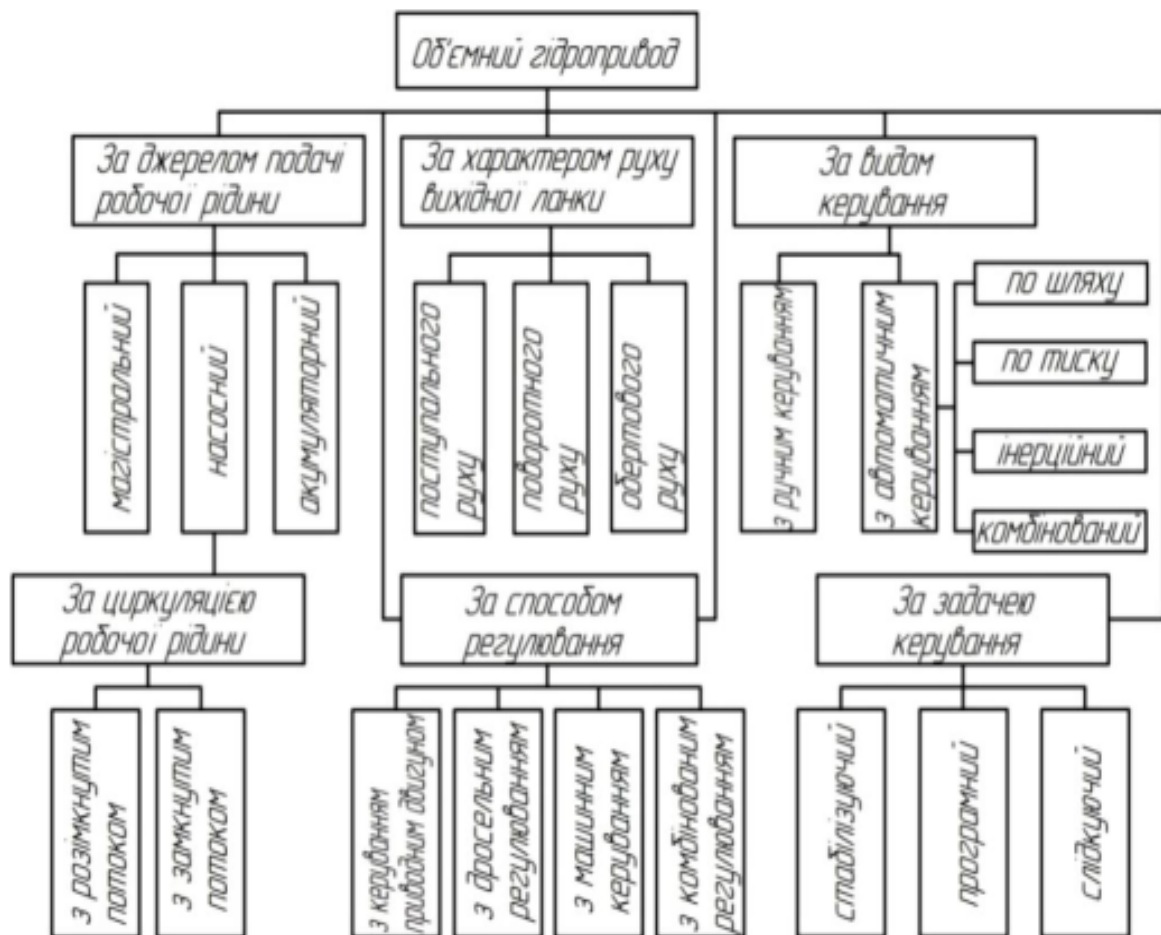 Об'ємний гідропривод
За джерелом подачі
робочої рідини
За характером руху
вихідної ланки
За видом
керування
магістральний
насосний
акумуляторний
поступального
руху
поворотного
руху
обертового
руху
з ручним керуванням
з автоматичним
керуванням
по шляху
по тиску
інерційний
комбінований
За циркуляцією
робочої рідини
За способом
регулювання
За задачею
керування
з розімкнутим
потоком
з замкнутим
потоком
з керуванням
приводним двигуном
з дросельним
регулюванням
з машинним
керуванням
з комбінованим
регулюванням
стабілізуючий
програмний
слідкуючий